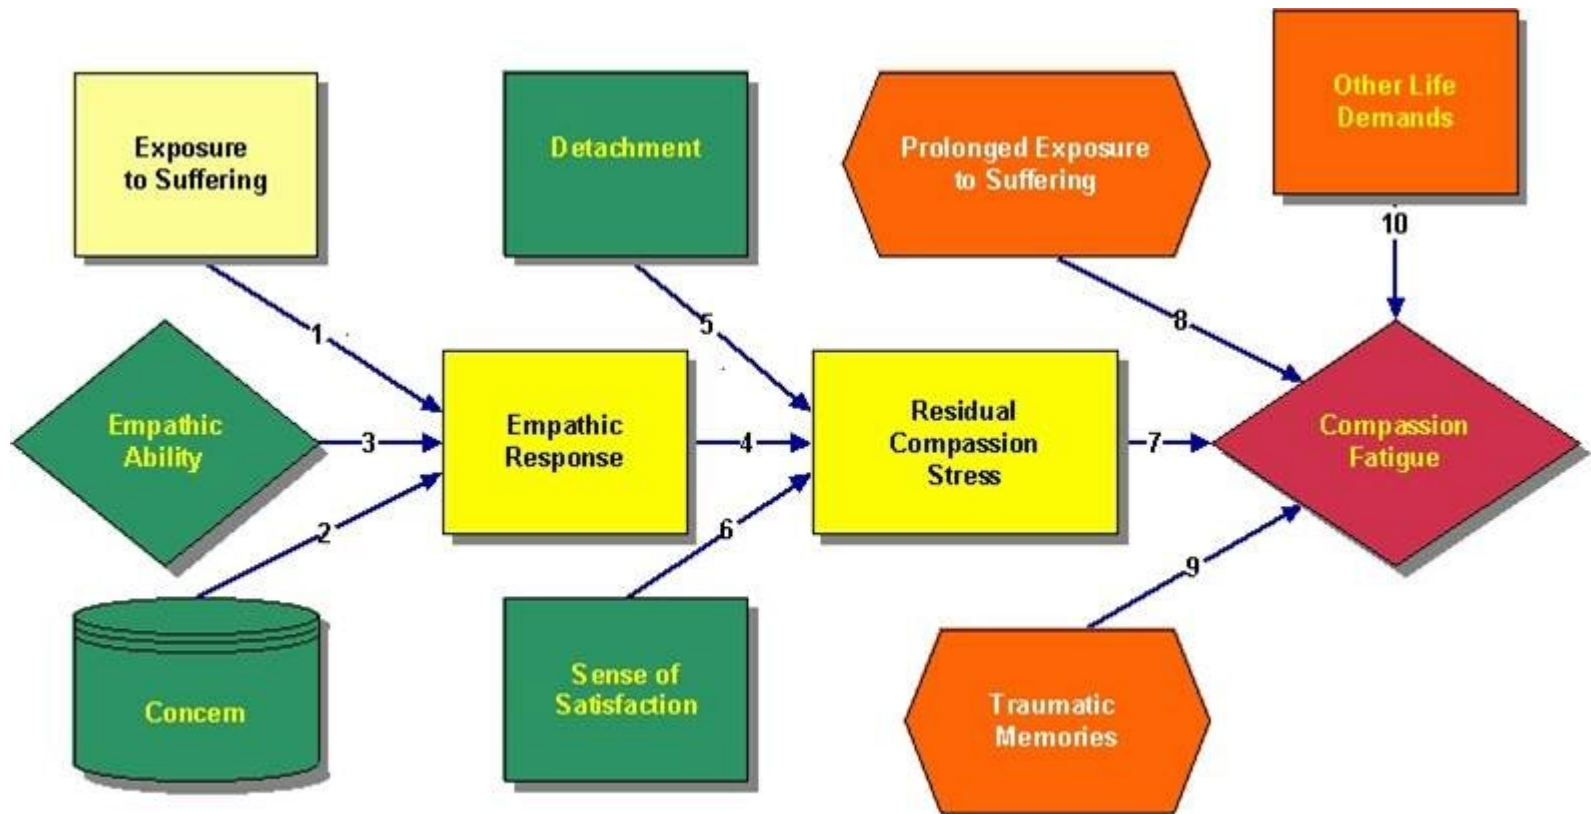 Exposure
to Suffering
Detachment
Prolonged Exposure
to Suffering
Other Life
Demands
10
1
5
8
Empathic
Ability
3
Empathic
Response
4
Residual
Compassion
Stress
7
Compassion
Fatigue
2
6
9
Concern
Sense of
Satisfaction
Traumatic
Memories